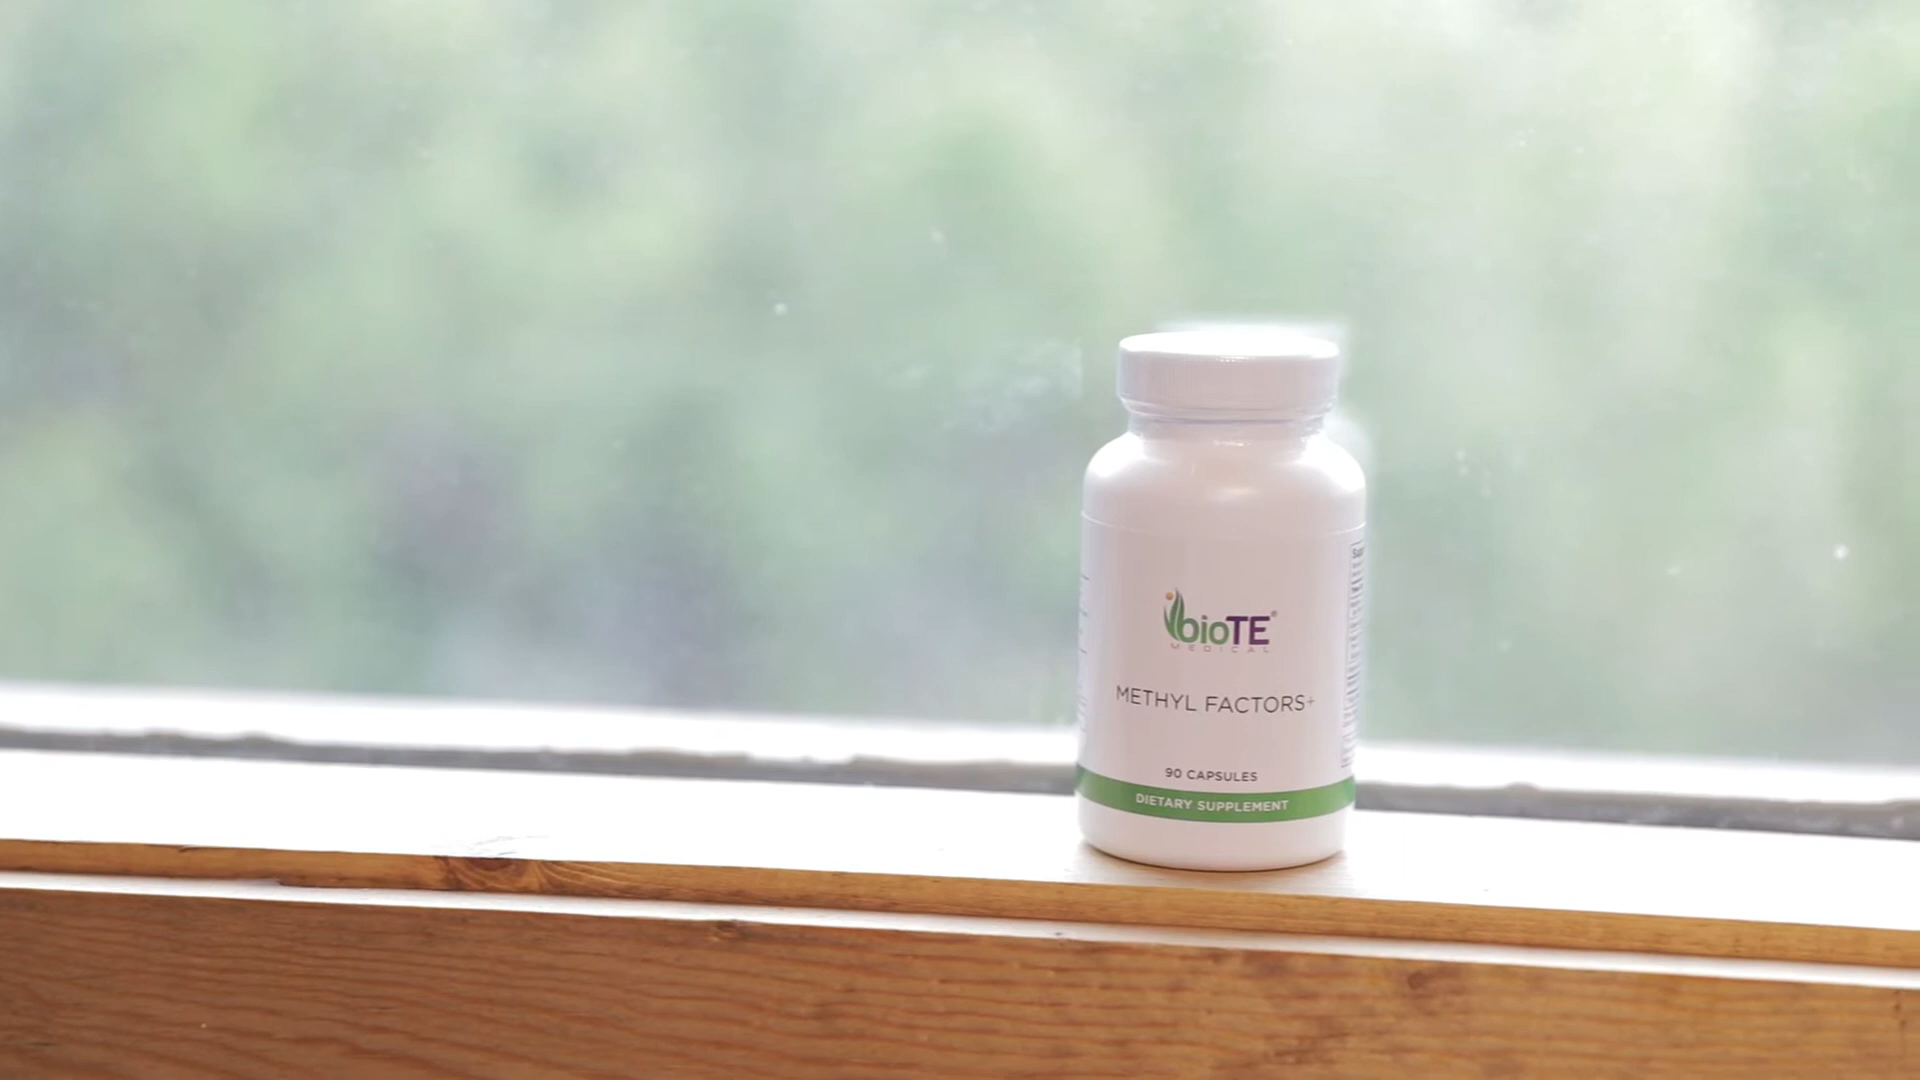 bioTE®
MEDICAL
METHYL FACTORS+
90 CAPSULES
DIETARY SUPPLEMENT